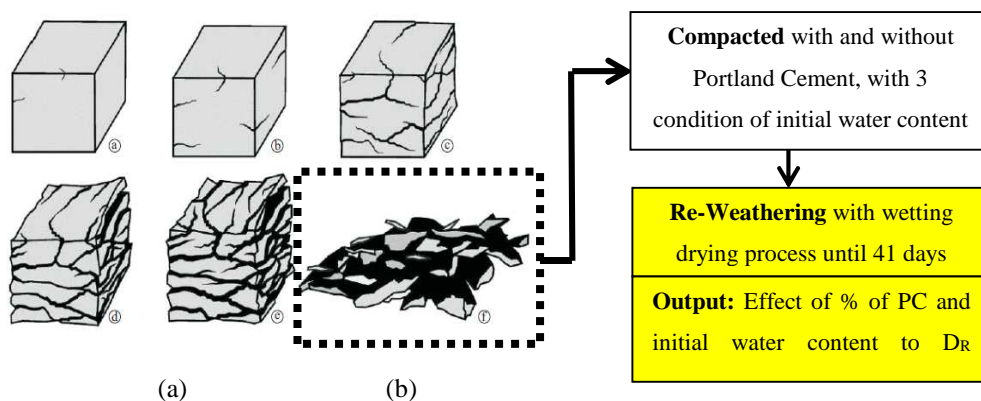 ⓐ
ⓑ
ⓒ
ⓓ
ⓔ
ⓕ
(a)
(b)
Compacted with and without
Portland Cement, with 3
condition of initial water content
Re-Weathering with wetting
drying process until 41 days
Output: Effect of % of PC and
initial water content to DR